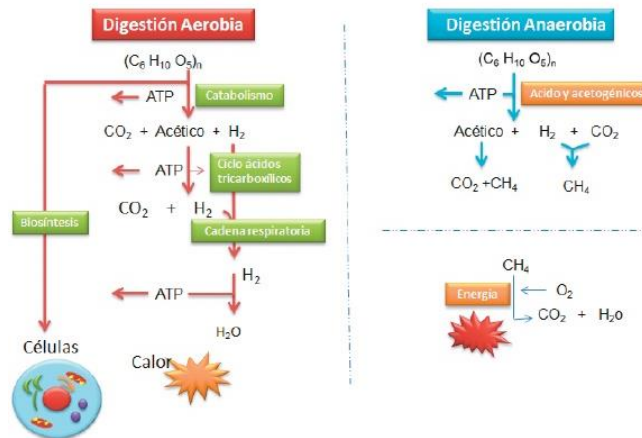 Digestión Aerobia
(C6 H10 O5)n
ATP
Catabolismo
CO2 + Acético + H2
ATP
Ciclo ácidos
tricarboxílicos
CO2 + H2
Biosíntesis
Cadena respiratoria
H2
ATP
H2O
Células
Calor
Digestión Anaerobia
(C6 H10 O5)n
ATP
Acido y acetogénicos
Acético + H2 + CO2
CO2 +CH4
CH4
CH4
Energía
O2
CO2 + H2o